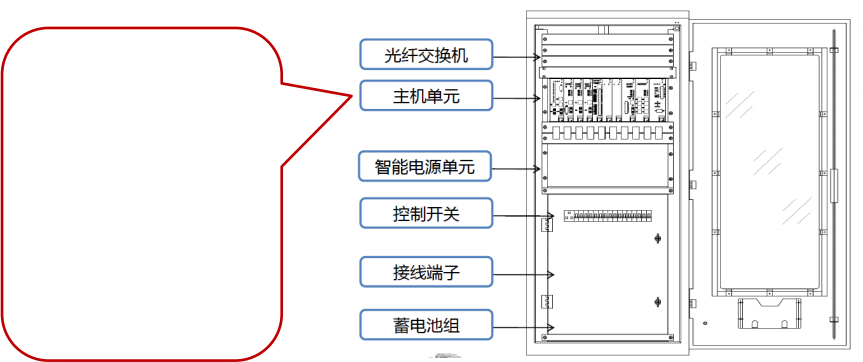 光纤交换机
主机单元
智能电源单元
控制开关
接线端子
蓄电池组